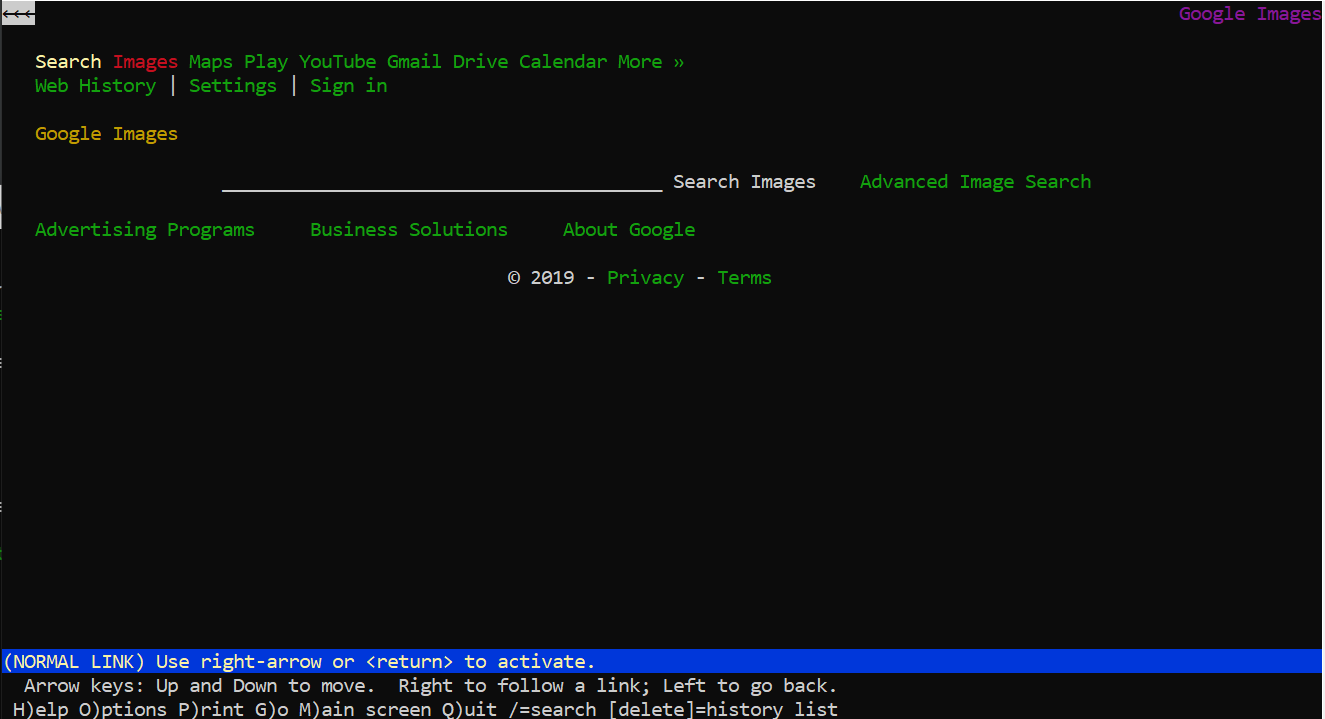 <<< Google Images
Search Images Maps Play YouTube Gmail Drive Calendar More »
Web History | Settings | Sign in
Google Images
Search Images Advanced Image Search
Advertising Programs Business Solutions About Google
© 2019 - Privacy - Terms
(NORMAL LINK) Use right-arrow or <return> to activate.
Arrow keys: Up and Down to move. Right to follow a link; Left to go back.
H)elp O)ptions P)rint G)o M)ain screen Q)uit /=search [delete]=history list